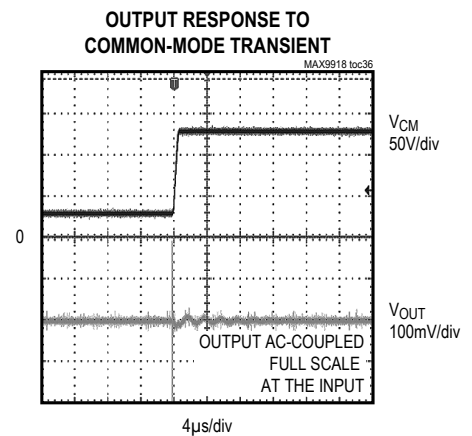 OUTPUT RESPONSE TO
COMMON-MODE TRANSIENT
MAX9918 toc36
VCM
50V/div
0
VOUT
100mV/div
OUTPUT AC-COUPLED
FULL SCALE
AT THE INPUT
4μs/div